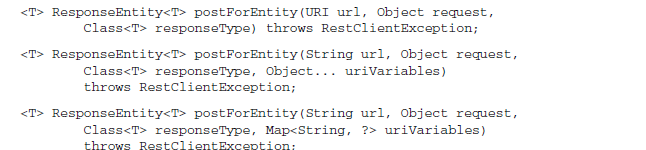 <T> ResponseEntity<T> postForEntity(URI url, Object request,
Class<T> responseType) throws RestClientException;
<T> ResponseEntity<T> postForEntity(String url, Object request,
Class<T> responseType, Object... uriVariables)
throws RestClientException;
<T> ResponseEntity<T> postForEntity(String url, Object request,
Class<T> responseType, Map<String, ?> uriVariables)
throws RestClientException;